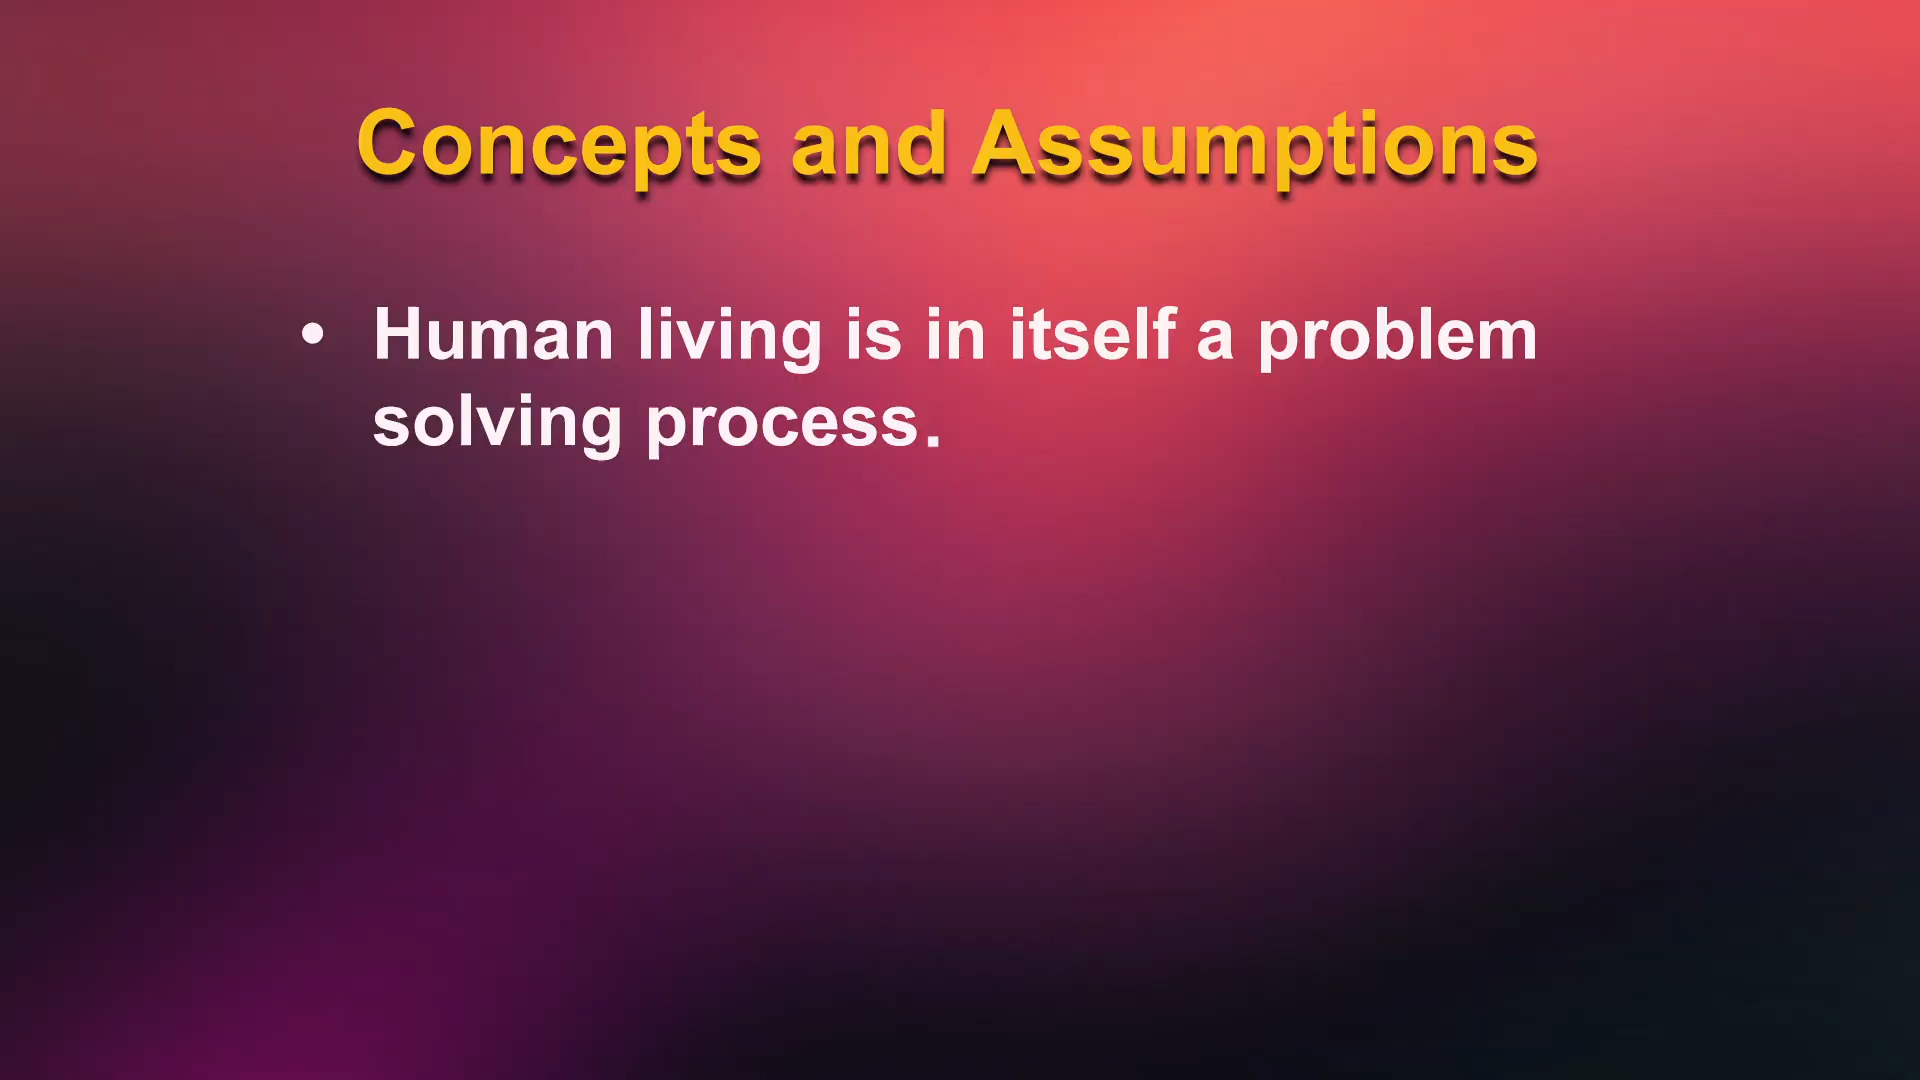 Concepts and Assumptions
• Human living is in itself a problem
solving process.